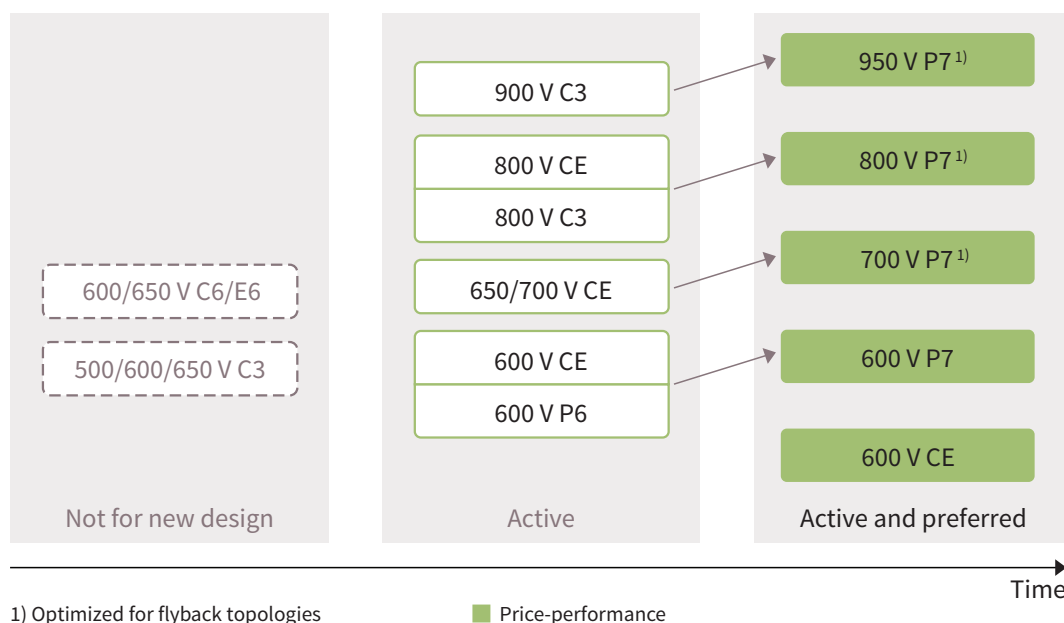 600/650 V C6/E6
500/600/650 V C3
Not for new design
900 V C3
800 V CE
800 V C3
650/700 V CE
600 V CE
600 V P6
Active
950 V P7 1)
800 V P7 1)
700 V P7 1)
600 V P7
600 V CE
Active and preferred
Time
1) Optimized for flyback topologies
Price-performance